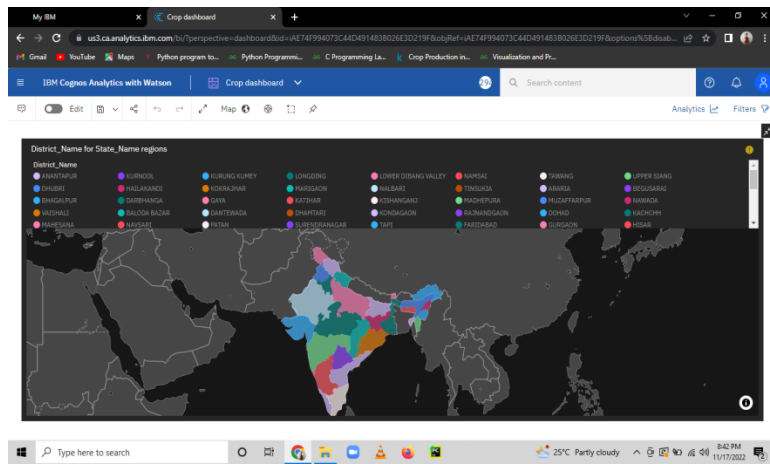 My IBM
Crop dashboard
us3.ca.analytics.ibm.com/bi/?perspective=dashboard&id=iAE74F994073C44D491483B026E3D219F&objRef=iAE74F994073C44D491483B026E3D219F&options%5Bdisab...
Gmail YouTube Maps Python program to... Python Programmi... C Programming La... Crop Production in... Visualization and Pr...
IBM Cognos Analytics with Watson Crop dashboard Search content
Edit Map Analytics Filters
District_Name for State_Name regions
District_Name
ANANTAPUR KURNOOL KURUNG KUMEY LONGDING LOWER DIBANG VALLEY NAMSAI TAWANG UPPER SIANG
DHUBRI HAILAKANDI KOKRAJHAR MARIGAON NALBARI TINSUKIA ARARIA BEGUSARAI
BHAGALPUR DARBHANGA GAYA KATIHAR KISHANGANJ MADHEPURA MUZAFFARPUR NAWADA
VAISHALI BALODA BAZAR DANTEWADA DHAMTARI KONDAGAON RAJNANDGAON DOHAD KACHCHH
MAHESANA NAVSARI PATAN SURENDRANAGAR TAPI FARIDABAD GURGAON HISAR
Type here to search
25°C Partly cloudy
8:42 PM
11/17/2022